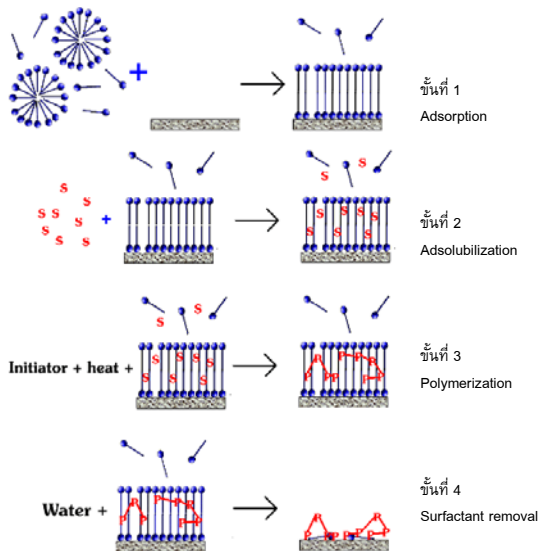 +
ขั้นที่ 1
Adsorption
S S S S S S S S
+
S S
S S S S S S
ขั้นที่ 2
Adsolubilization
S S
Initiator + heat +
S S S S S S
P P P P P P P P P
ขั้นที่ 3
Polymerization
Water +
P P P P P P P P
P P P P P P P
ขั้นที่ 4
Surfactant removal